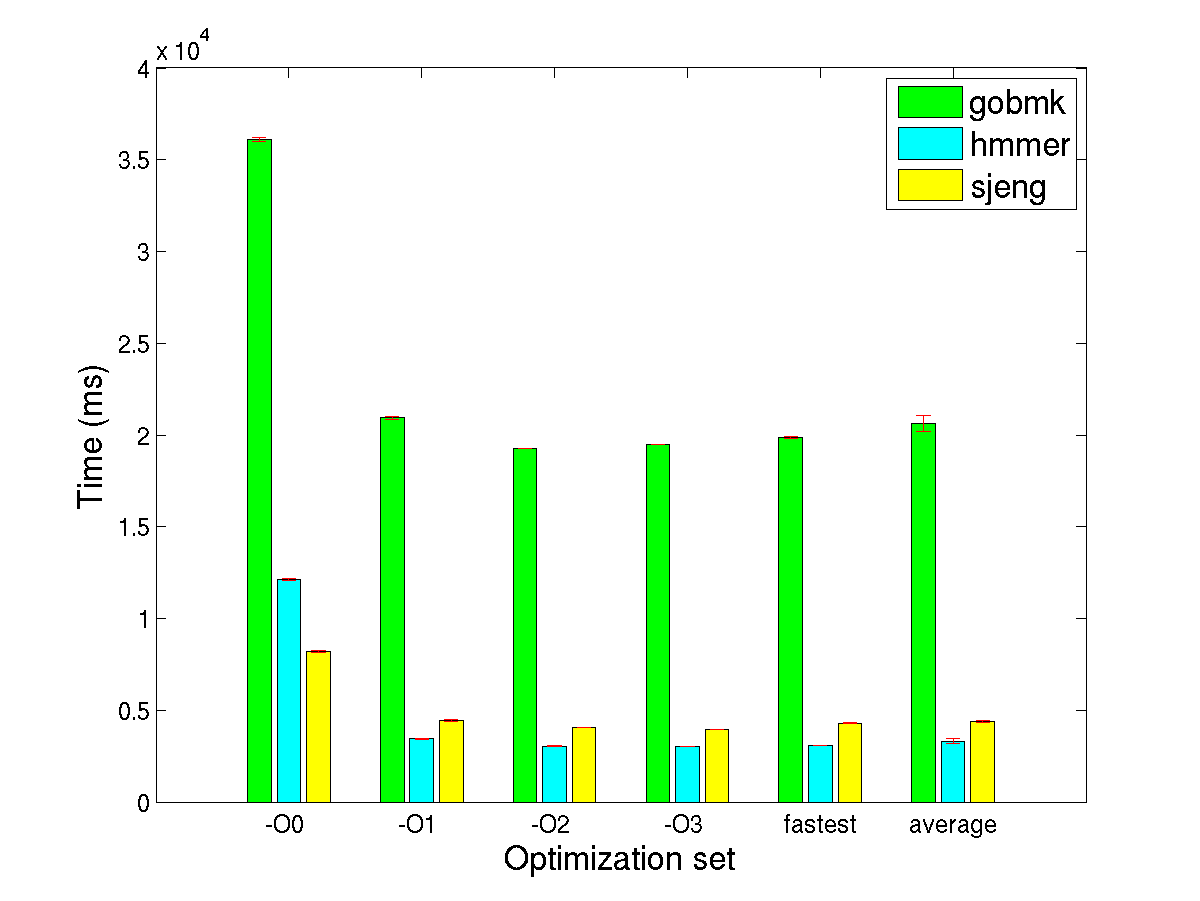 x 10^4
4
3.5
3
2.5
2
1.5
1
0.5
0
Time (ms)
gobmk
hmmer
sjeng
-O0 -O1 -O2 -O3 fastest average
Optimization set